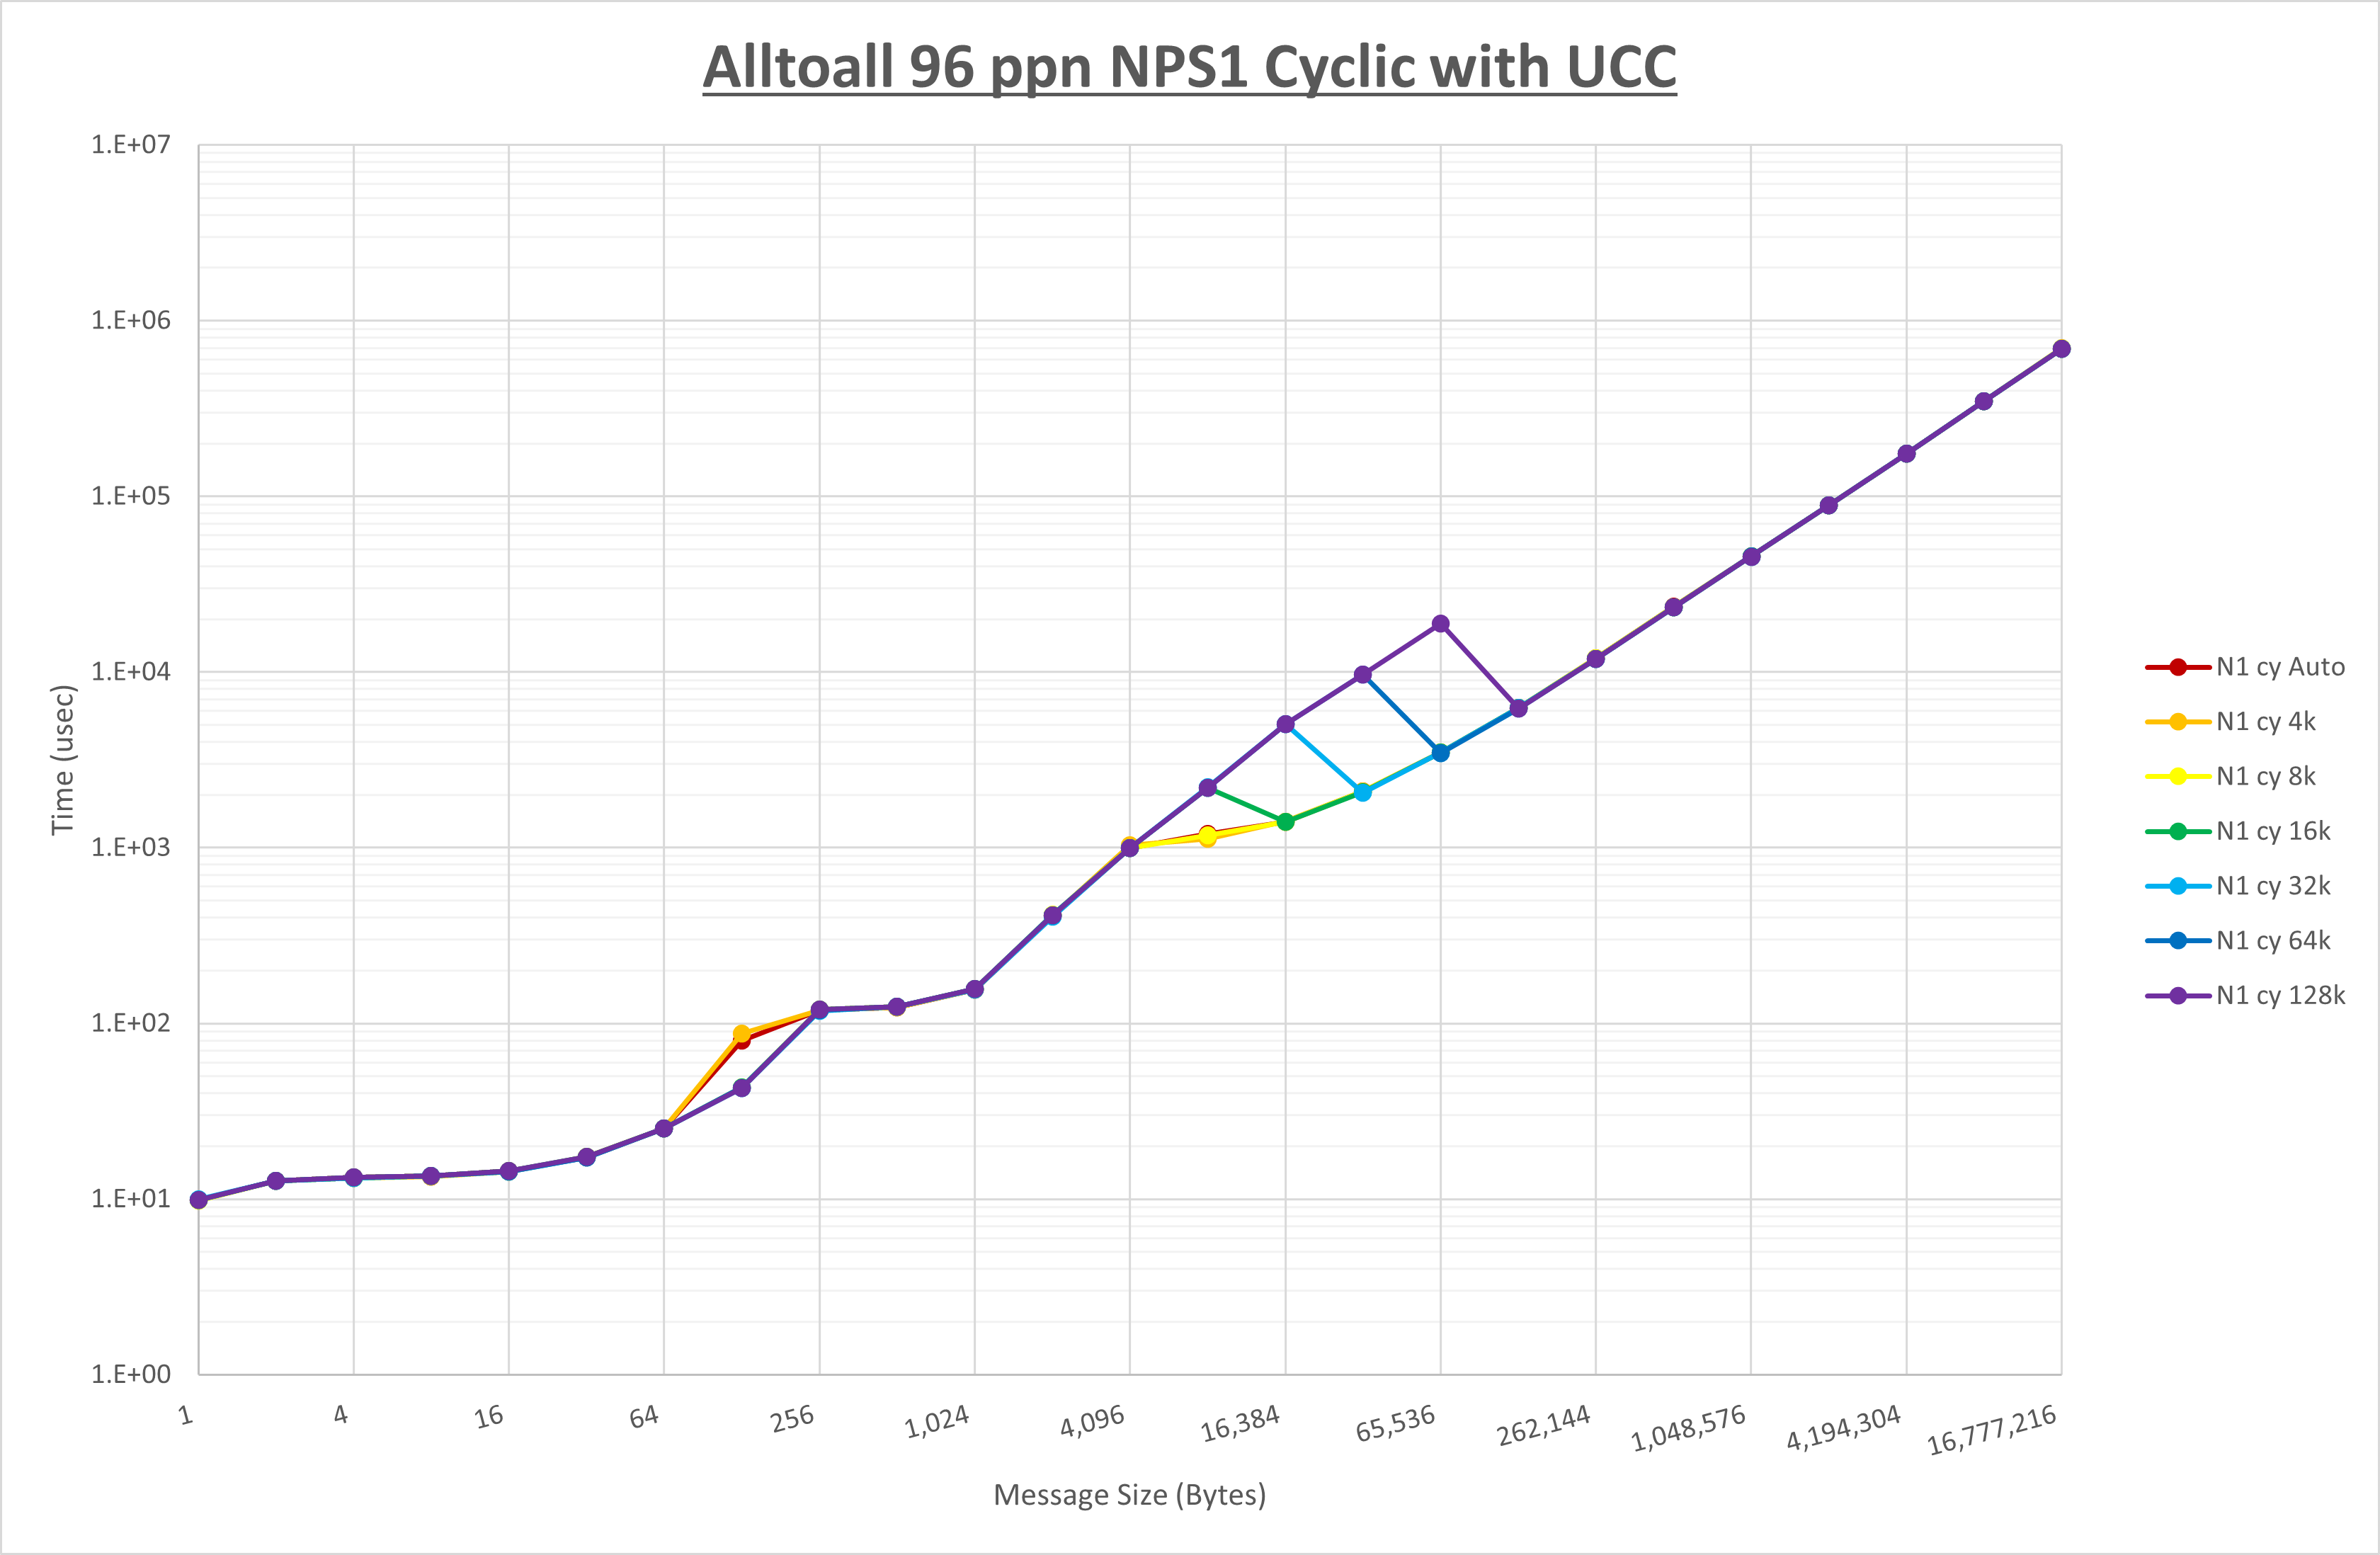 Alltoall 96 ppn NPS1 Cyclic with UCC
1.E+07
1.E+06
1.E+05
1.E+04
1.E+03
1.E+02
1.E+01
1.E+00
Time (usec)
1
4
16
64
256
1,024
4,096
16,384
65,536
262,144
1,048,576
4,194,304
16,777,216
Message Size (Bytes)
N1 cy Auto
N1 cy 4k
N1 cy 8k
N1 cy 16k
N1 cy 32k
N1 cy 64k
N1 cy 128k